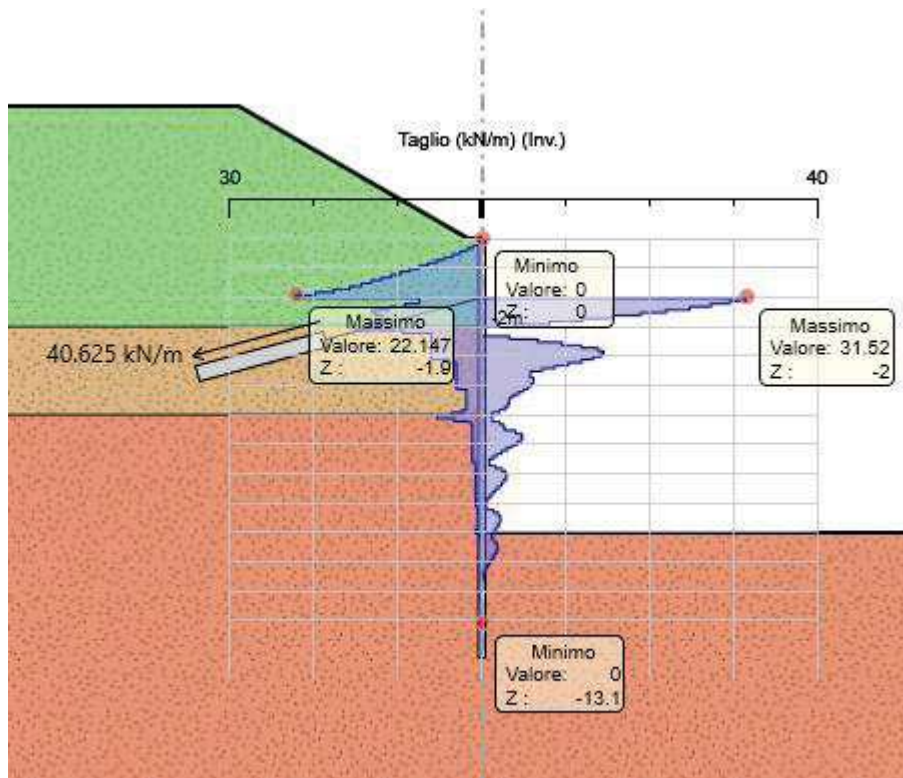 Taglio (kN/m) (Inv.)
30
40
Minimo
Valore: 0
Z : 0
2m
Massimo
Valore: 22.147
Z : -1.9
40.625 kN/m
Massimo
Valore: 31.52
Z : -2
Minimo
Valore: 0
Z : -13.1